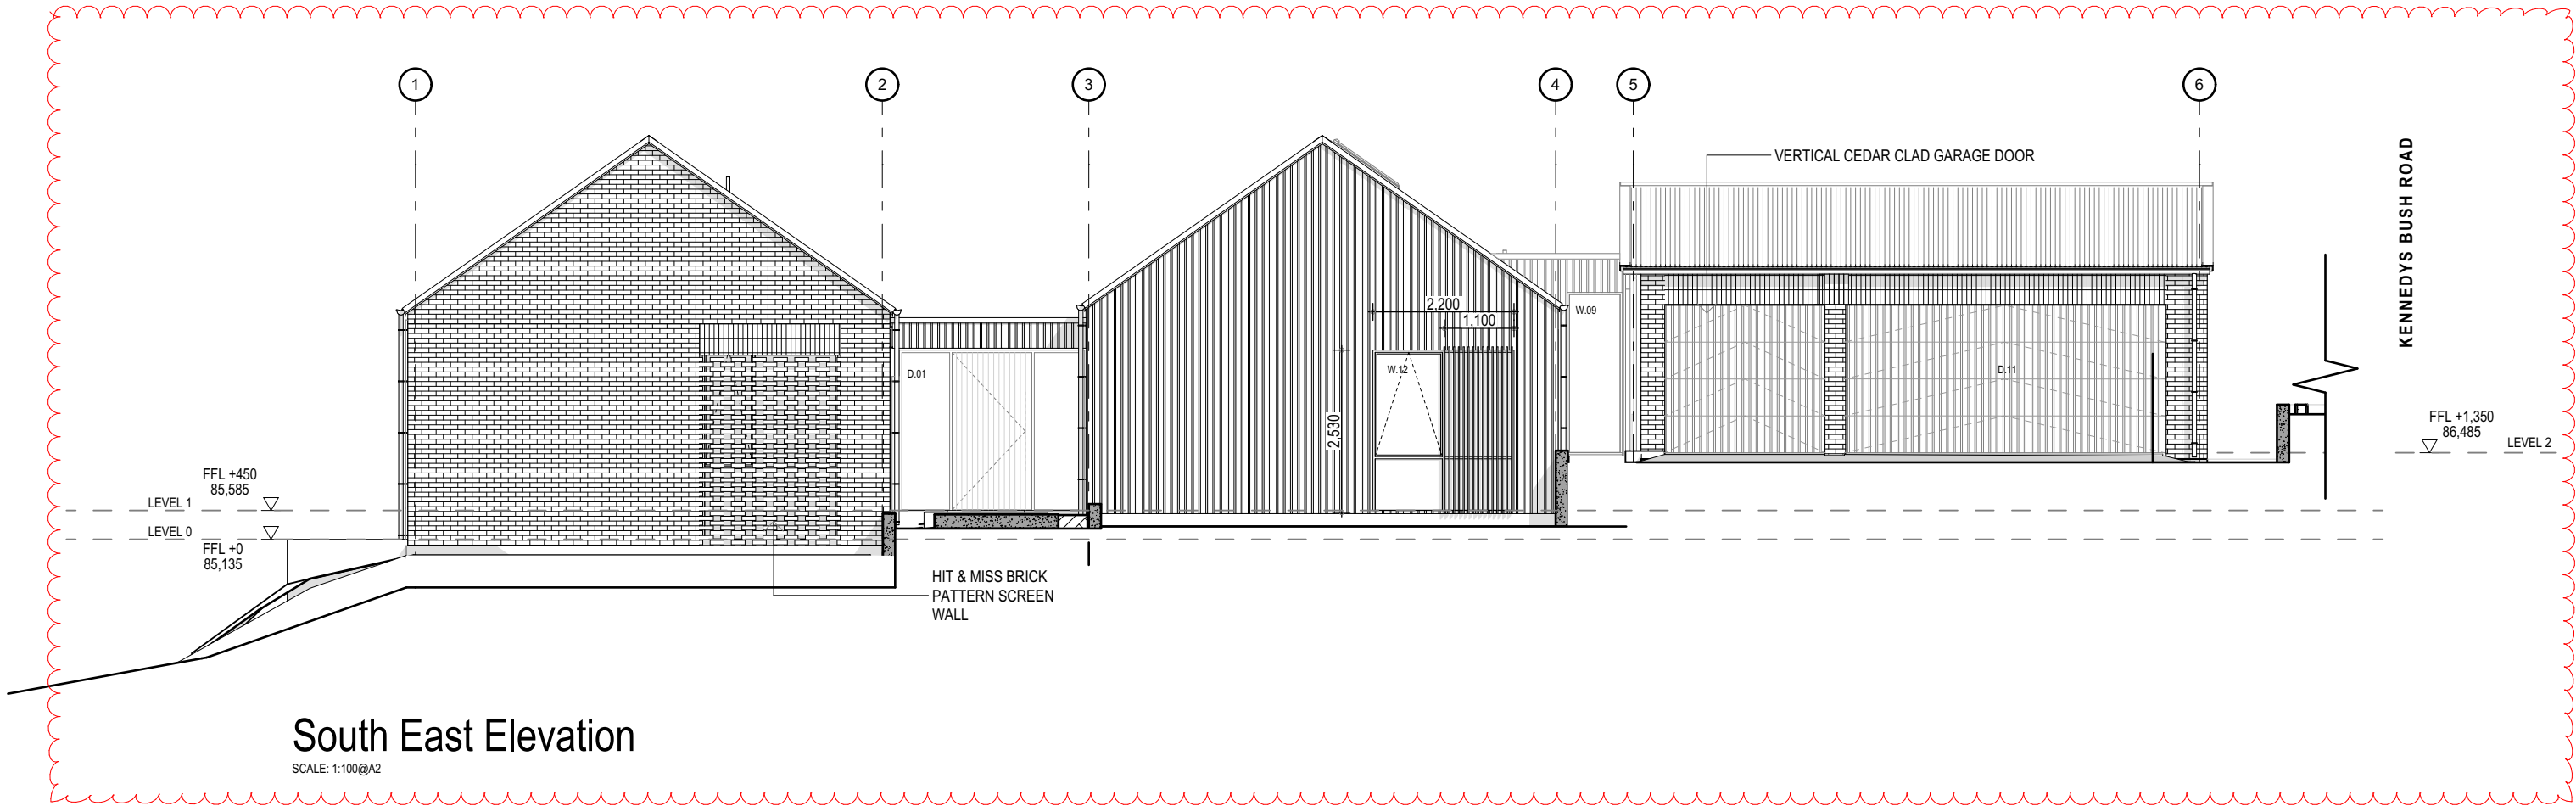 1
2
3
4
5
6
VERTICAL CEDAR CLAD GARAGE DOOR
KENNEDYS BUSH ROAD
2,200
1,100
W.09
D.01
W.12
D.11
2,530
FFL +1,350
86,485
LEVEL 2
FFL +450
85,585
LEVEL 1
LEVEL 0
FFL +0
85,135
HIT & MISS BRICK
PATTERN SCREEN
WALL
South East Elevation
SCALE: 1:100@A2